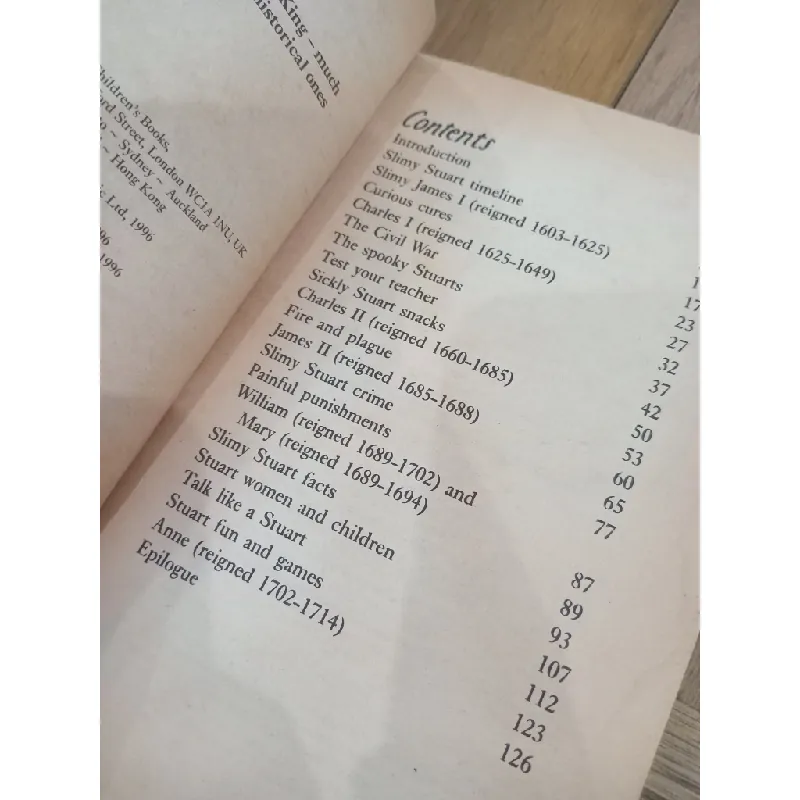 King – much
historical ones
Children's Books,
Street, London WC1A 1NU, UK
– Sydney – Auckland
– Hong Kong
Ltd, 1996
1996
Contents
Introduction
Slimy Stuart timeline
Slimy James I (reigned 1603-1625)
Curious cures
Charles I (reigned 1625-1649)
The Civil War 17
The spooky Stuarts 23
Test your teacher 27
Sickly Stuart snacks 32
Charles II (reigned 1660-1685) 37
Fire and plague 42
James II (reigned 1685-1688) 50
Slimy Stuart crime 53
Painful punishments 60
William (reigned 1689-1702) and 65
Mary (reigned 1689-1694) 77
Slimy Stuart facts 87
Stuart women and children 89
Talk like a Stuart 93
Stuart fun and games 107
Anne (reigned 1702-1714) 112
Epilogue 123
126